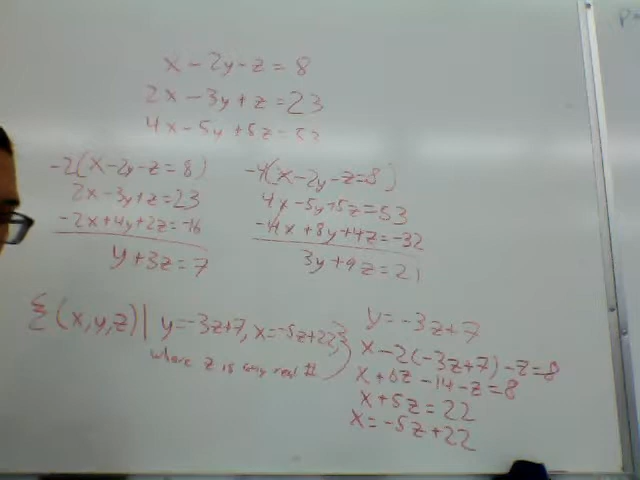 x - 2y - z = 8
2x - 3y + z = 23
4x - 5y + 5z = 53
-2(x - 2y - z = 8)
2x - 3y + z = 23
-2x + 4y + 2z = -16
y + 3z = 7
-4(x - 2y - z = 8)
4x - 5y + 5z = 53
-4x + 8y + 4z = -32
3y + 9z = 21
{(x,y,z) | y = -3z+7, x = -5z+22,
where z is any real #}
y = -3z+7
x - 2(-3z+7) - z = 8
x + 6z - 14 - z = 8
x + 5z = 22
x = -5z + 22